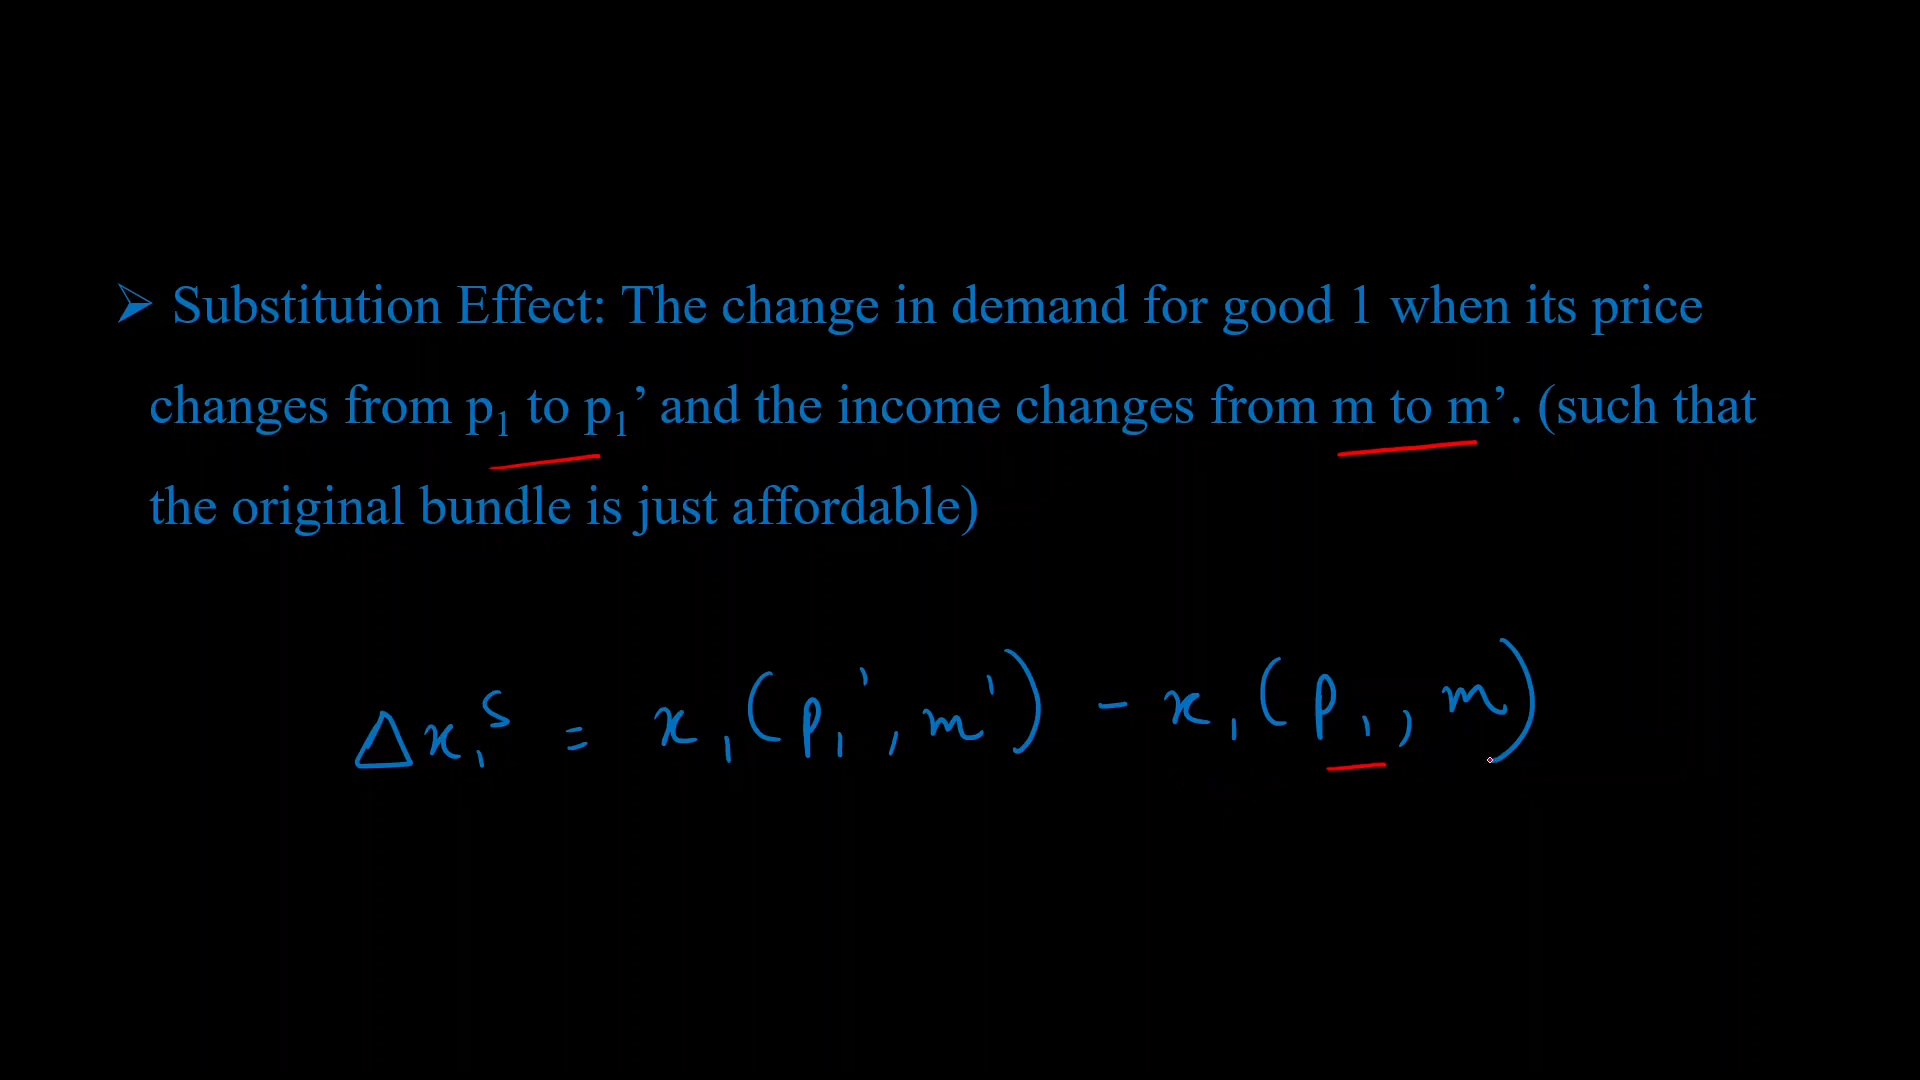 ➢ Substitution Effect: The change in demand for good 1 when its price
changes from p₁ to p₁’ and the income changes from m to m’. (such that
the original bundle is just affordable)
Δx₁ˢ = x₁(p₁', m') - x₁(p₁, m)